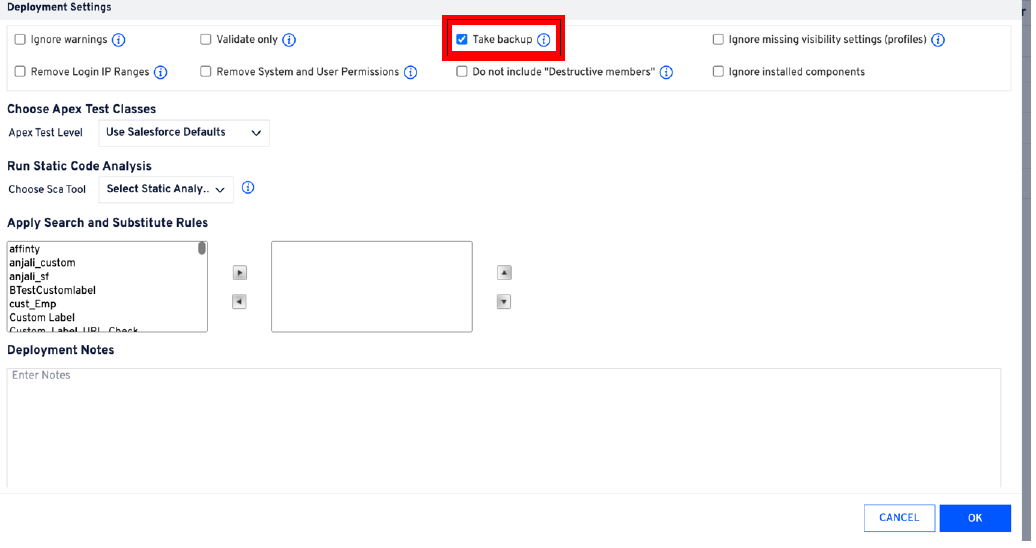 Deployment Settings
Ignore warnings Validate only Take backup Ignore missing visibility settings (profiles)
Remove Login IP Ranges Remove System and User Permissions Do not include "Destructive members" Ignore installed components
Choose Apex Test Classes
Apex Test Level Use Salesforce Defaults
Run Static Code Analysis
Choose Sca Tool Select Static Analy..
Apply Search and Substitute Rules
affinty
anjali_custom
anjali_sf
BTestCustomlabel
cust_Emp
Custom Label
Custom_Label_URL_Check
Deployment Notes
Enter Notes
CANCEL OK